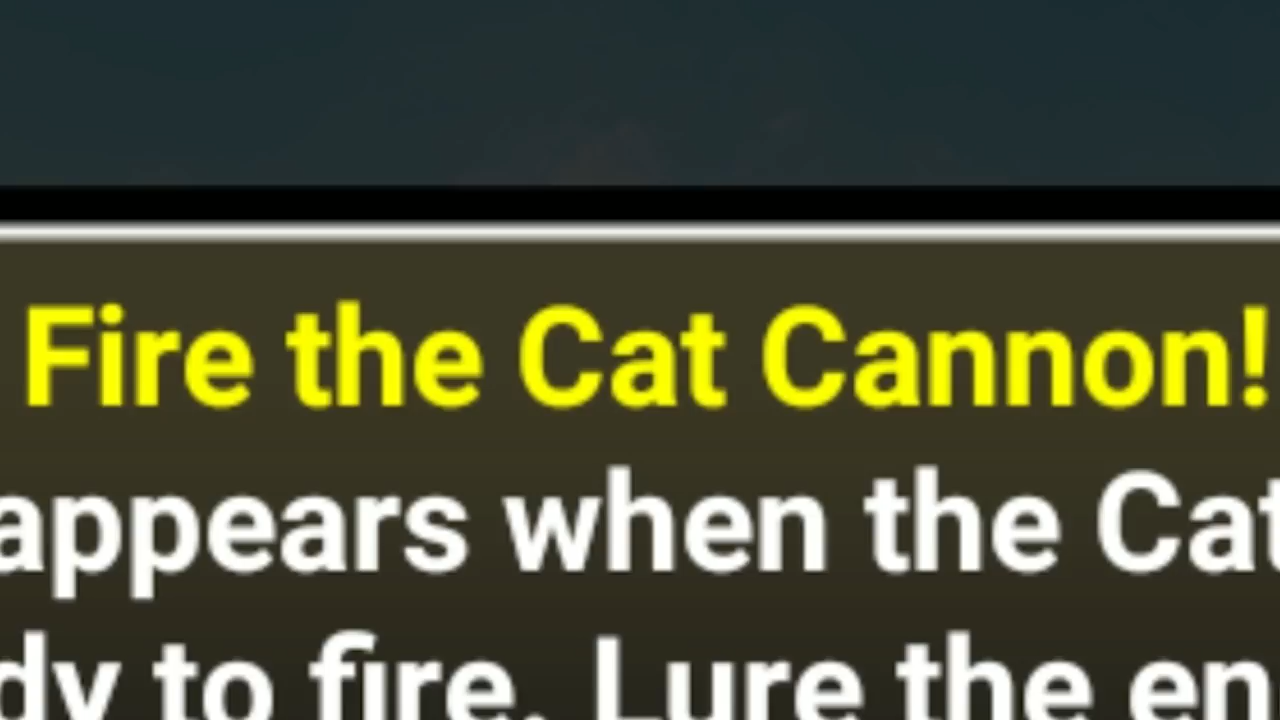 Fire the Cat Cannon!
appears when the Cat
dy to fire. Lure the en